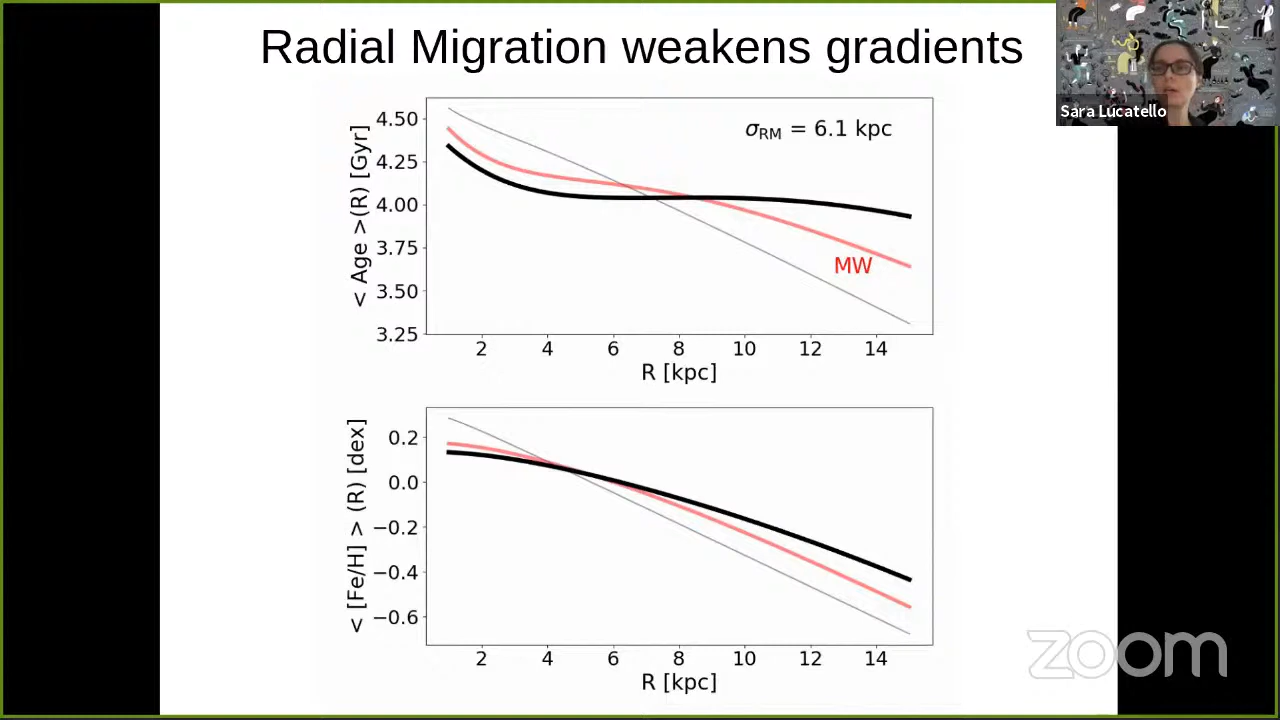 Radial Migration weakens gradients
Sara Lucatello
< Age >(R) [Gyr]
4.50
4.25
4.00
3.75
3.50
3.25
σRM = 6.1 kpc
MW
2 4 6 8 10 12 14
R [kpc]
< [Fe/H] > (R) [dex]
0.2
0.0
−0.2
−0.4
−0.6
2 4 6 8 10 12 14
R [kpc]
zoom